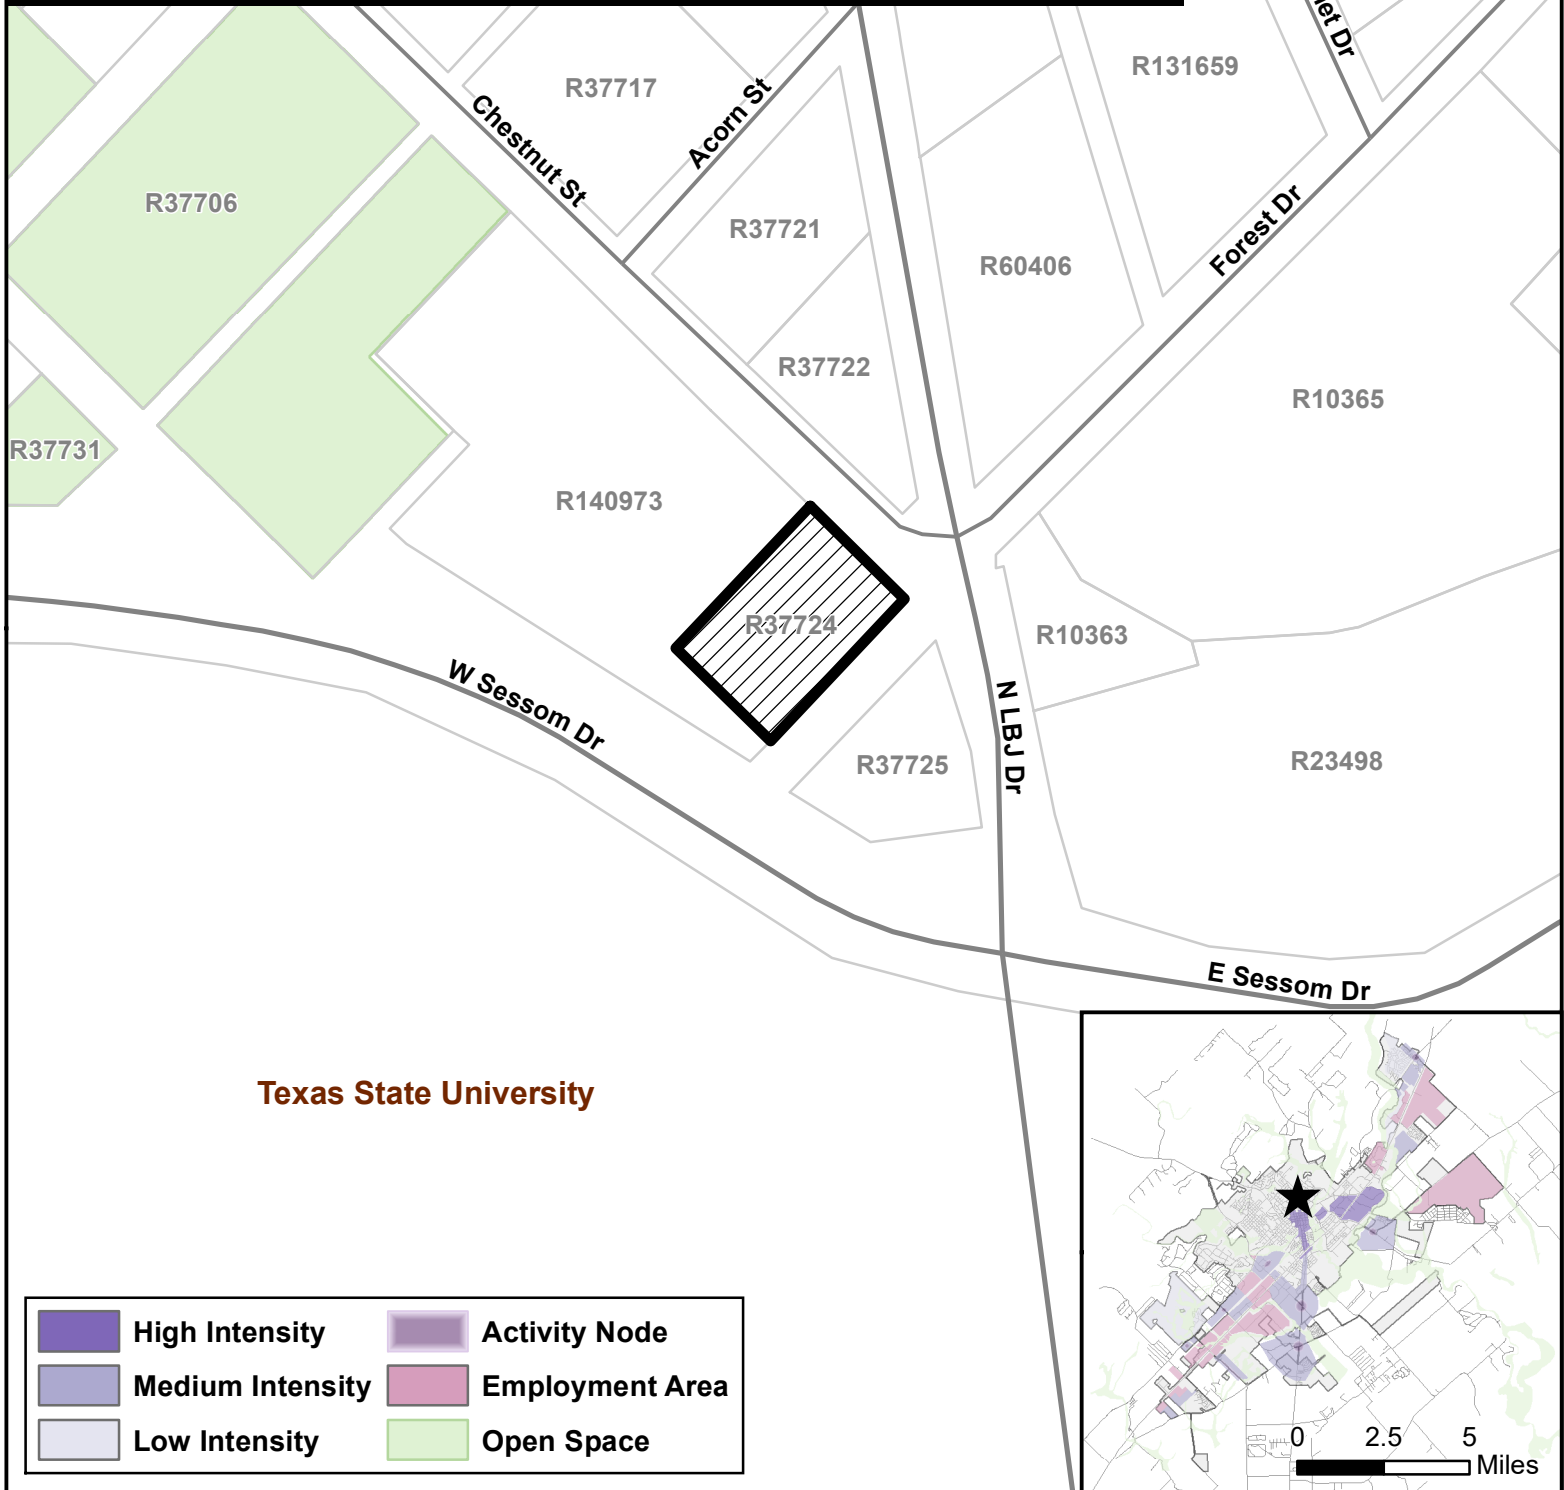 R37717
Acorn St
Chestnut St
R131659
R37706
R37721
R60406
Forest Dr
R37722
R10365
R37731
R140973
R37724
R10363
W Sessom Dr
N LBJ Dr
R37725
R23498
E Sessom Dr
Texas State University
High Intensity
Activity Node
Medium Intensity
Employment Area
Low Intensity
Open Space
0 2.5 5
Miles